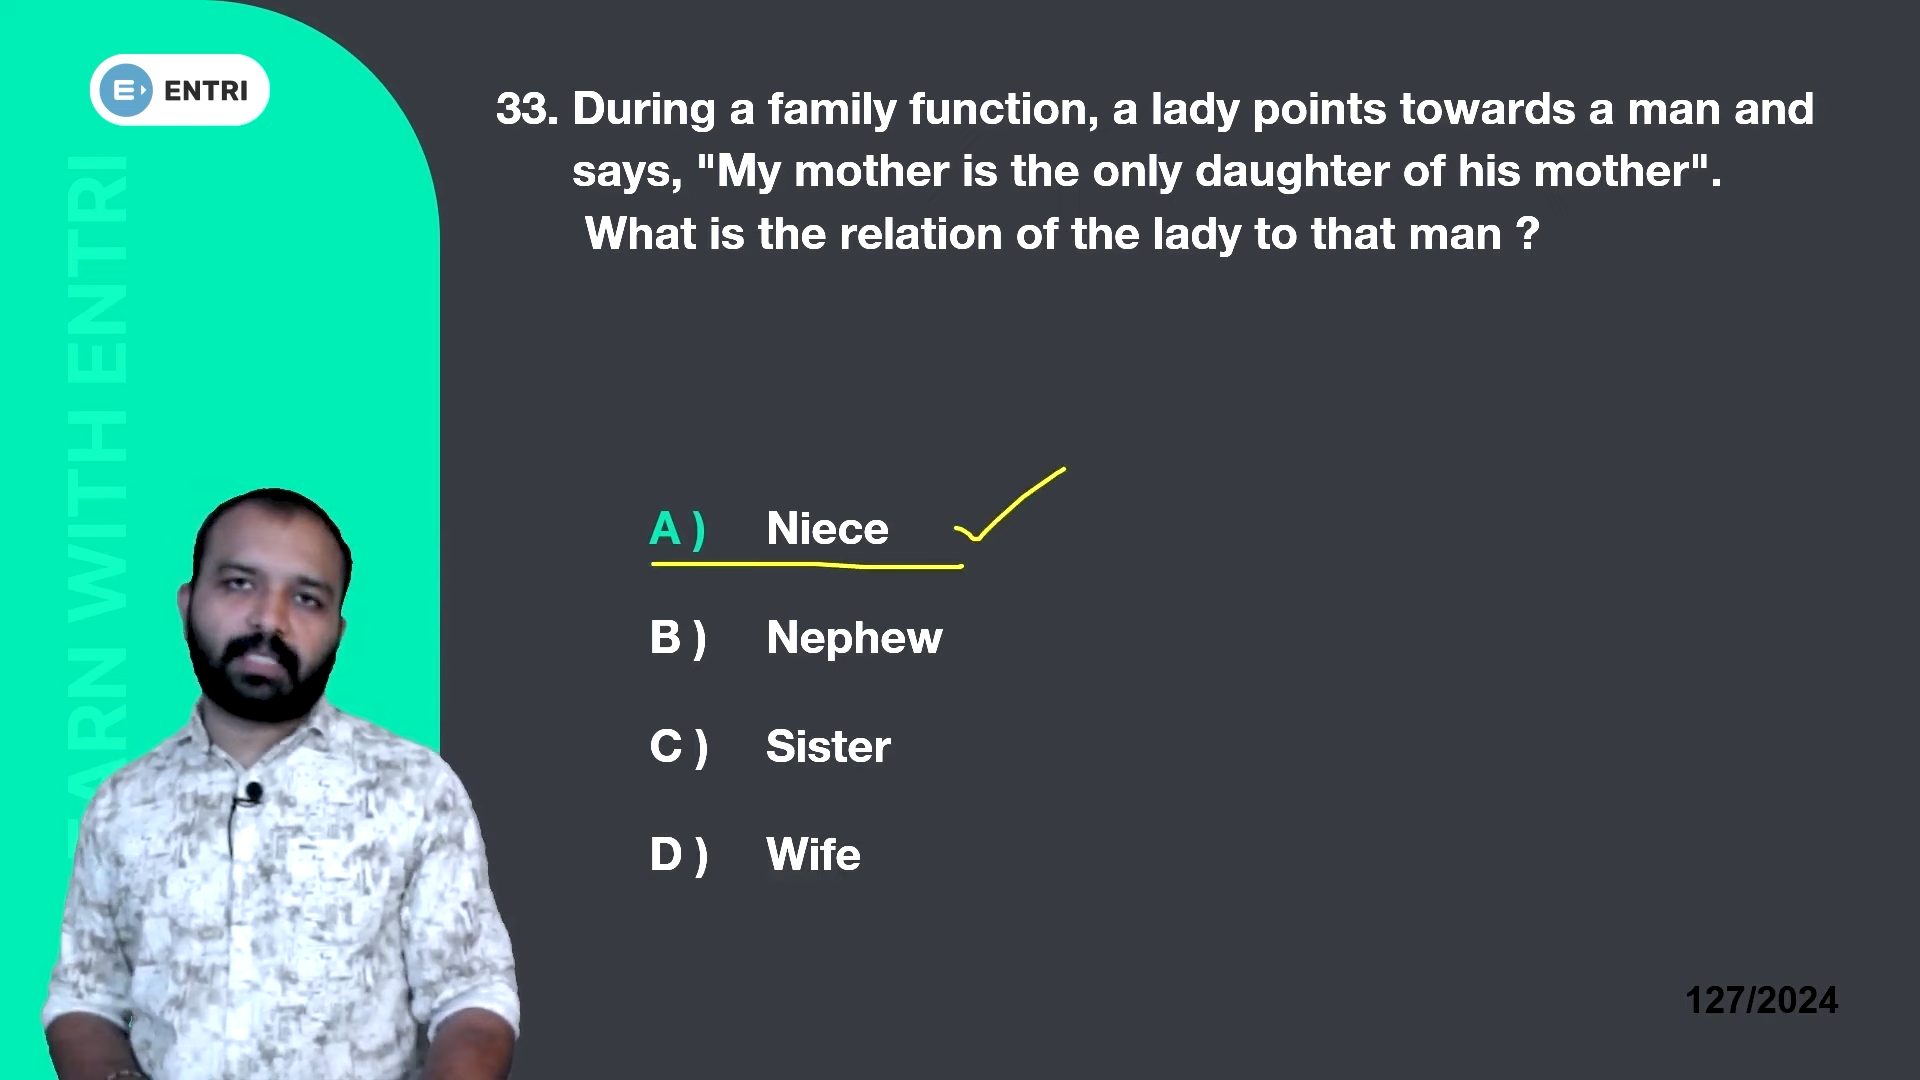 ENTRI
33. During a family function, a lady points towards a man and
says, "My mother is the only daughter of his mother".
What is the relation of the lady to that man ?
A ) Niece
B ) Nephew
C ) Sister
D ) Wife
127/2024
WITH ENTRI